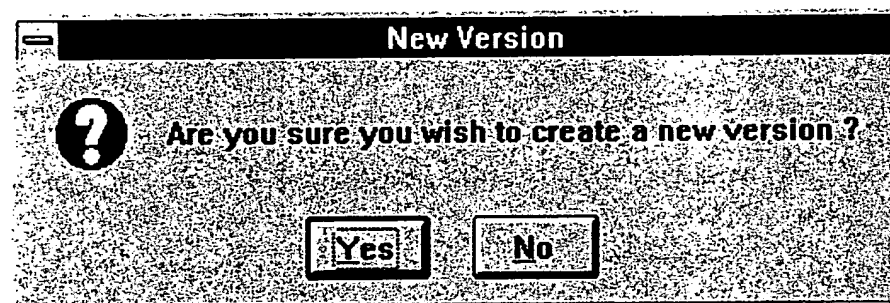 New Version
? Are you sure you wish to create a new version ?
Yes No